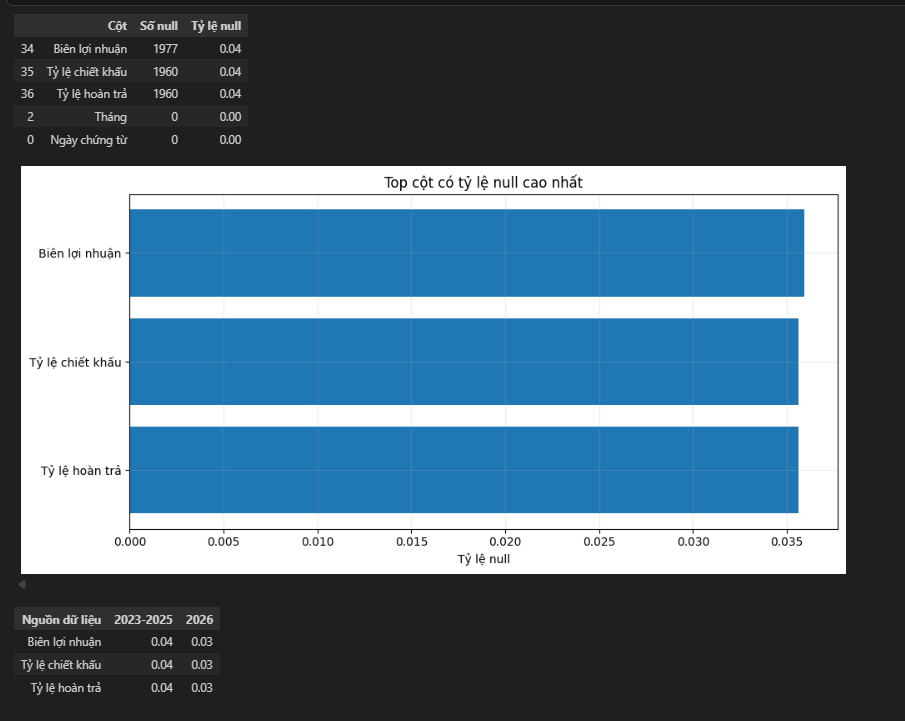 Cột Số null Tỷ lệ null
34 Biên lợi nhuận 1977 0.04
35 Tỷ lệ chiết khấu 1960 0.04
36 Tỷ lệ hoàn trả 1960 0.04
2 Tháng 0 0.00
0 Ngày chứng từ 0 0.00
Top cột có tỷ lệ null cao nhất
Biên lợi nhuận
Tỷ lệ chiết khấu
Tỷ lệ hoàn trả
0.000 0.005 0.010 0.015 0.020 0.025 0.030 0.035
Tỷ lệ null
Nguồn dữ liệu 2023-2025 2026
Biên lợi nhuận 0.04 0.03
Tỷ lệ chiết khấu 0.04 0.03
Tỷ lệ hoàn trả 0.04 0.03